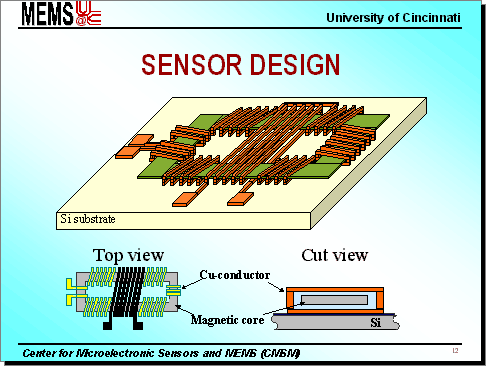 MEMS@UC
University of Cincinnati
SENSOR DESIGN
Si substrate
Top view
Cut view
Cu-conductor
Magnetic core
Si
Center for Microelectronic Sensors and MEMS (CMSM)
12